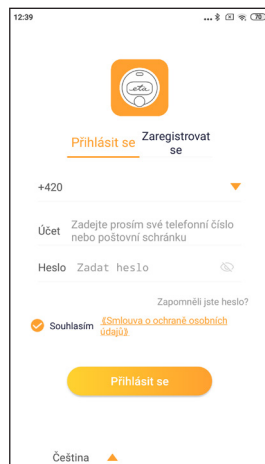 12:39
70
eta
Přihlásit se
Zaregistrovat
se
+420
Účet
Zadejte prosím své telefonní číslo
nebo poštovní schránku
Heslo Zadat heslo
Zapomněli jste heslo?
Souhlasím 《Smlouva o ochraně osobních
údajů》
Přihlásit se
Čeština